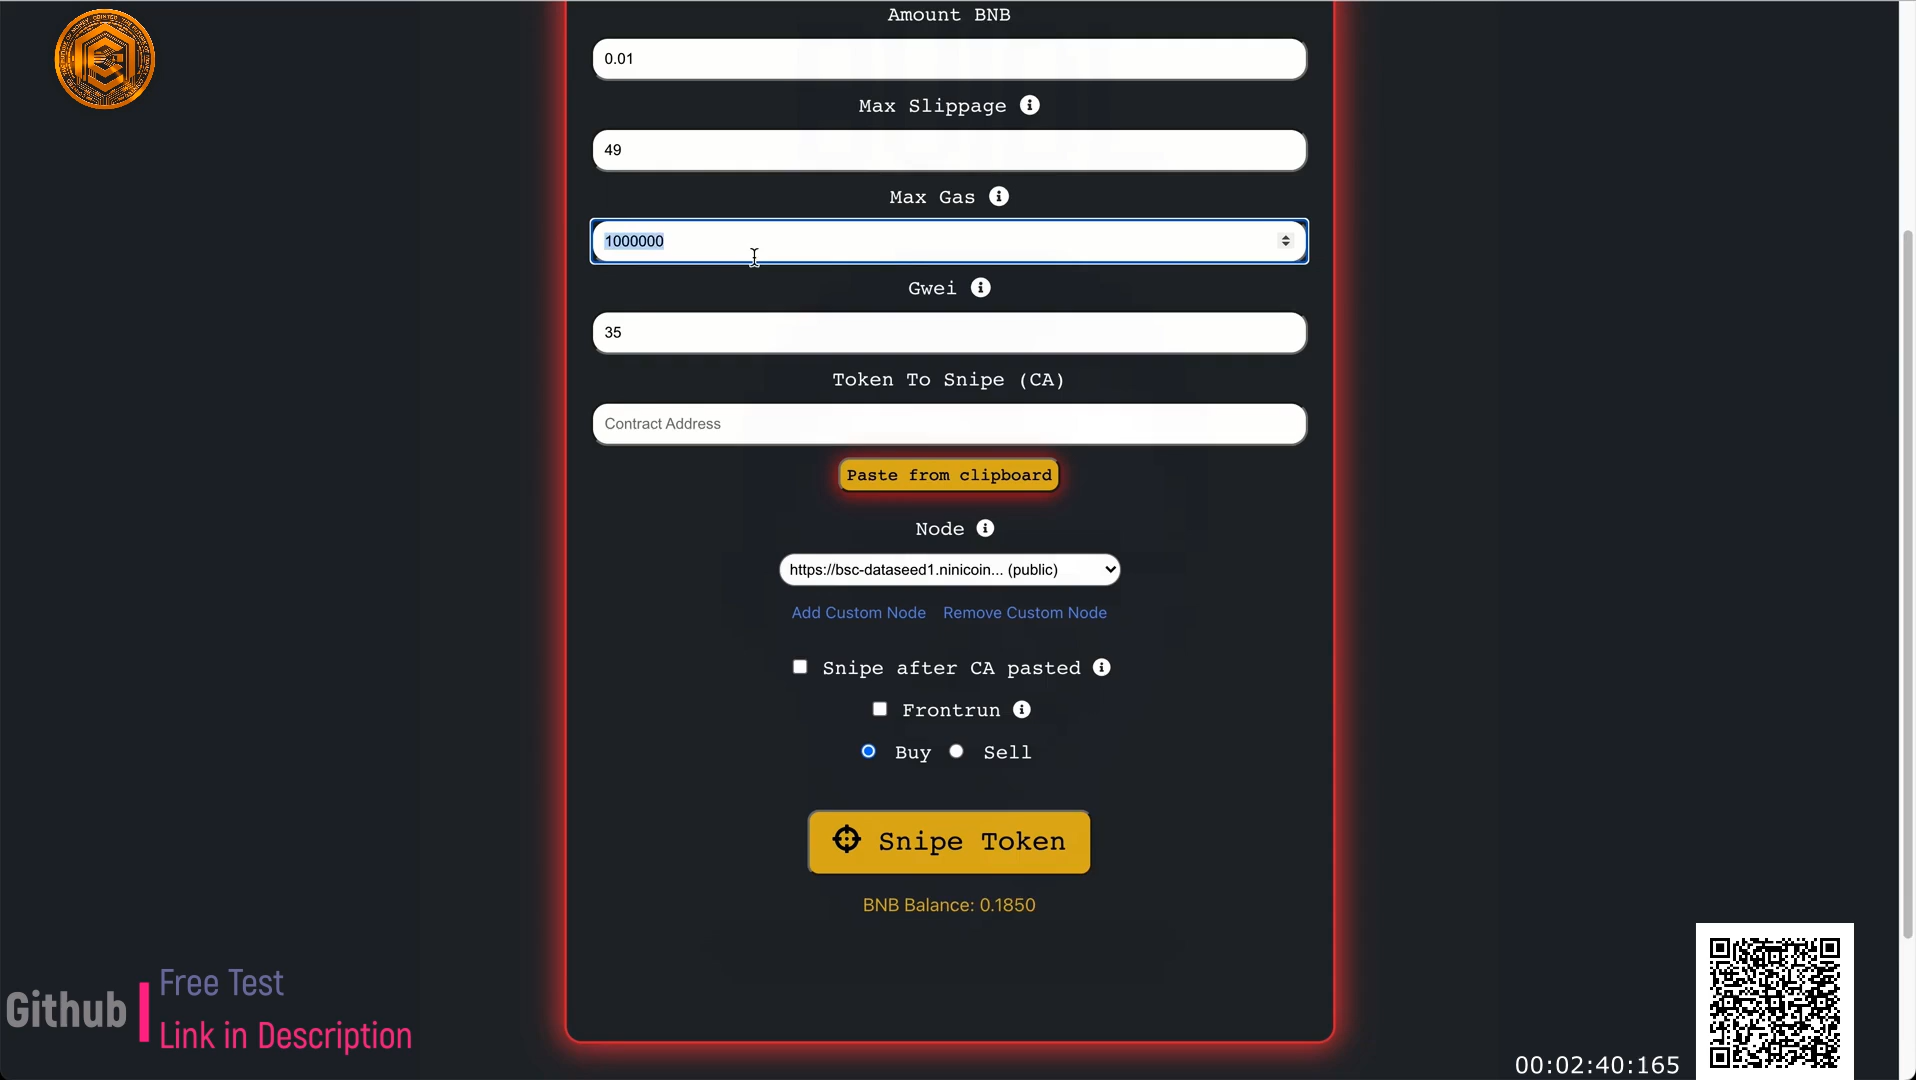 Amount BNB
0.01
Max Slippage
49
Max Gas
1000000
Gwei
35
Token To Snipe (CA)
Contract Address
Paste from clipboard
Node
https://bsc-dataseed1.ninicoin... (public)
Add Custom Node Remove Custom Node
Snipe after CA pasted
Frontrun
Buy Sell
Snipe Token
BNB Balance: 0.1850
Github
Free Test
Link in Description
00:02:40:165